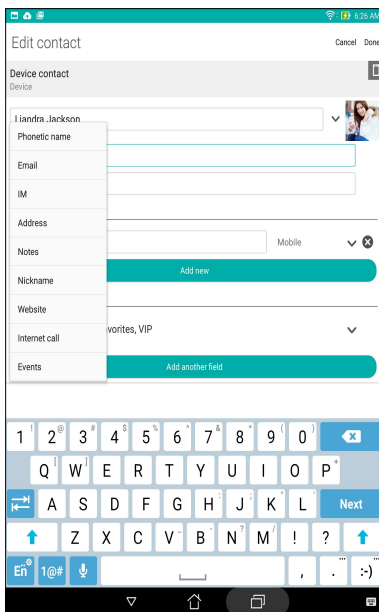 6:26 AM
Edit contact
Cancel
Done
Device contact
Device
Liandra Jackson
Phonetic name
Email
IM
Address
Notes
Nickname
Website
Internet call
Events
Mobile
Add new
vorites, VIP
Add another field
1 ! 2 @ 3 # 4 $ 5 % 6 ^ 7 & 8 * 9 ( 0 )
Q [ W ] E R T Y U I O P +
A S D F G H : J ; K " L ' Next
Z X C V - B N ? M / ! ?
En 1@# , . ... :-) ...